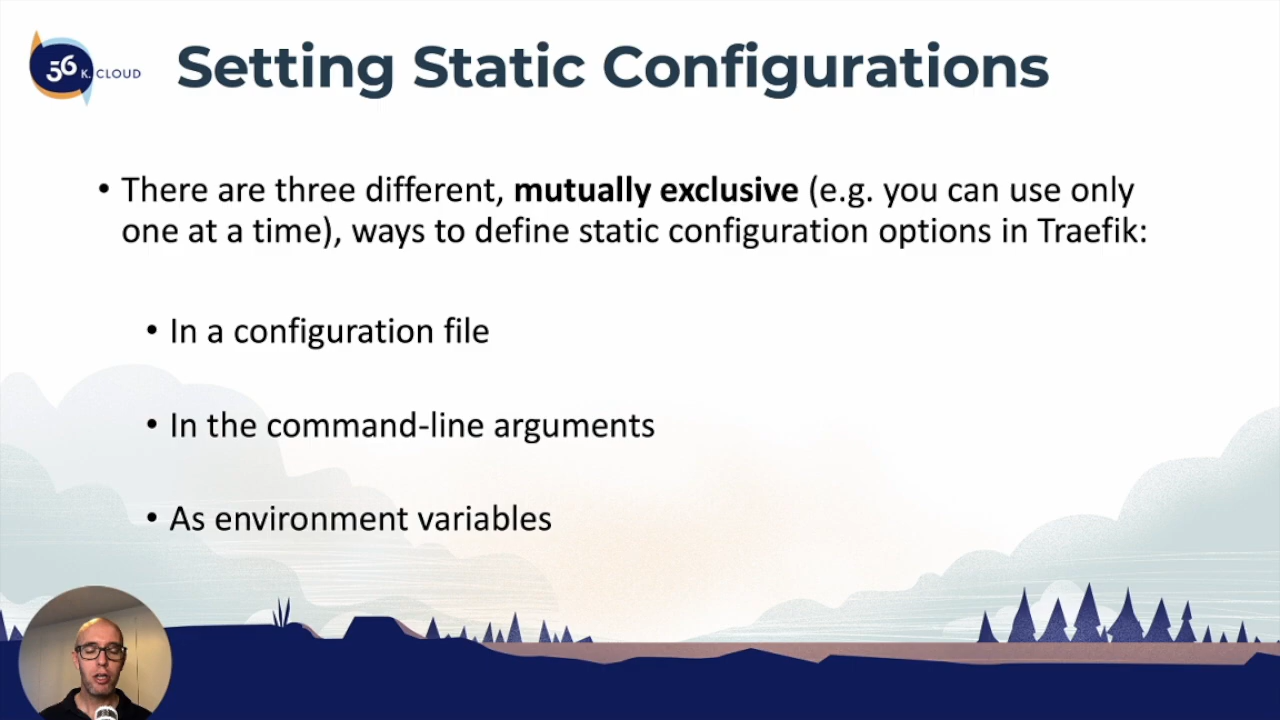 56 K. CLOUD
Setting Static Configurations
• There are three different, mutually exclusive (e.g. you can use only
one at a time), ways to define static configuration options in Traefik:
• In a configuration file
• In the command-line arguments
• As environment variables